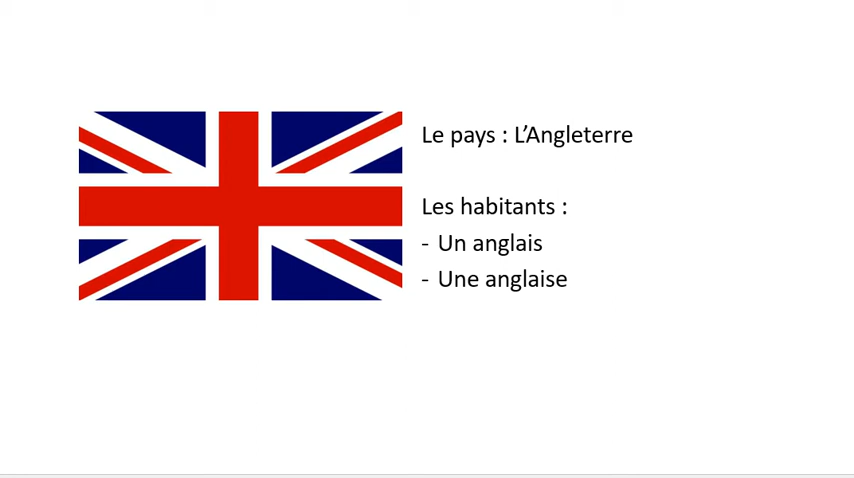 Le pays : L’Angleterre
Les habitants :
- Un anglais
- Une anglaise